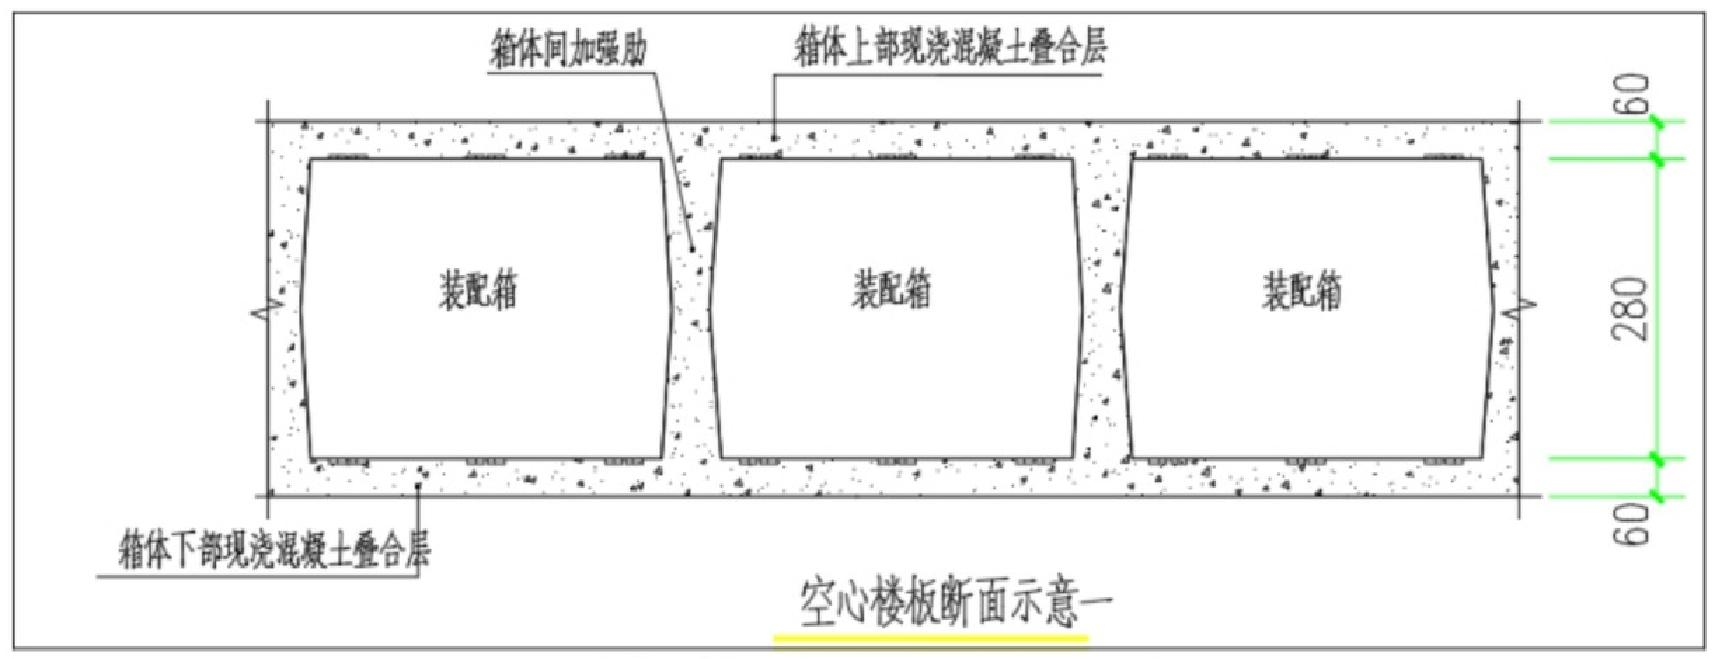 箱体间加强肋
箱体上部现浇混凝土叠合层
60
装配箱
装配箱
装配箱
280
箱体下部现浇混凝土叠合层
60
空心楼板断面示意一